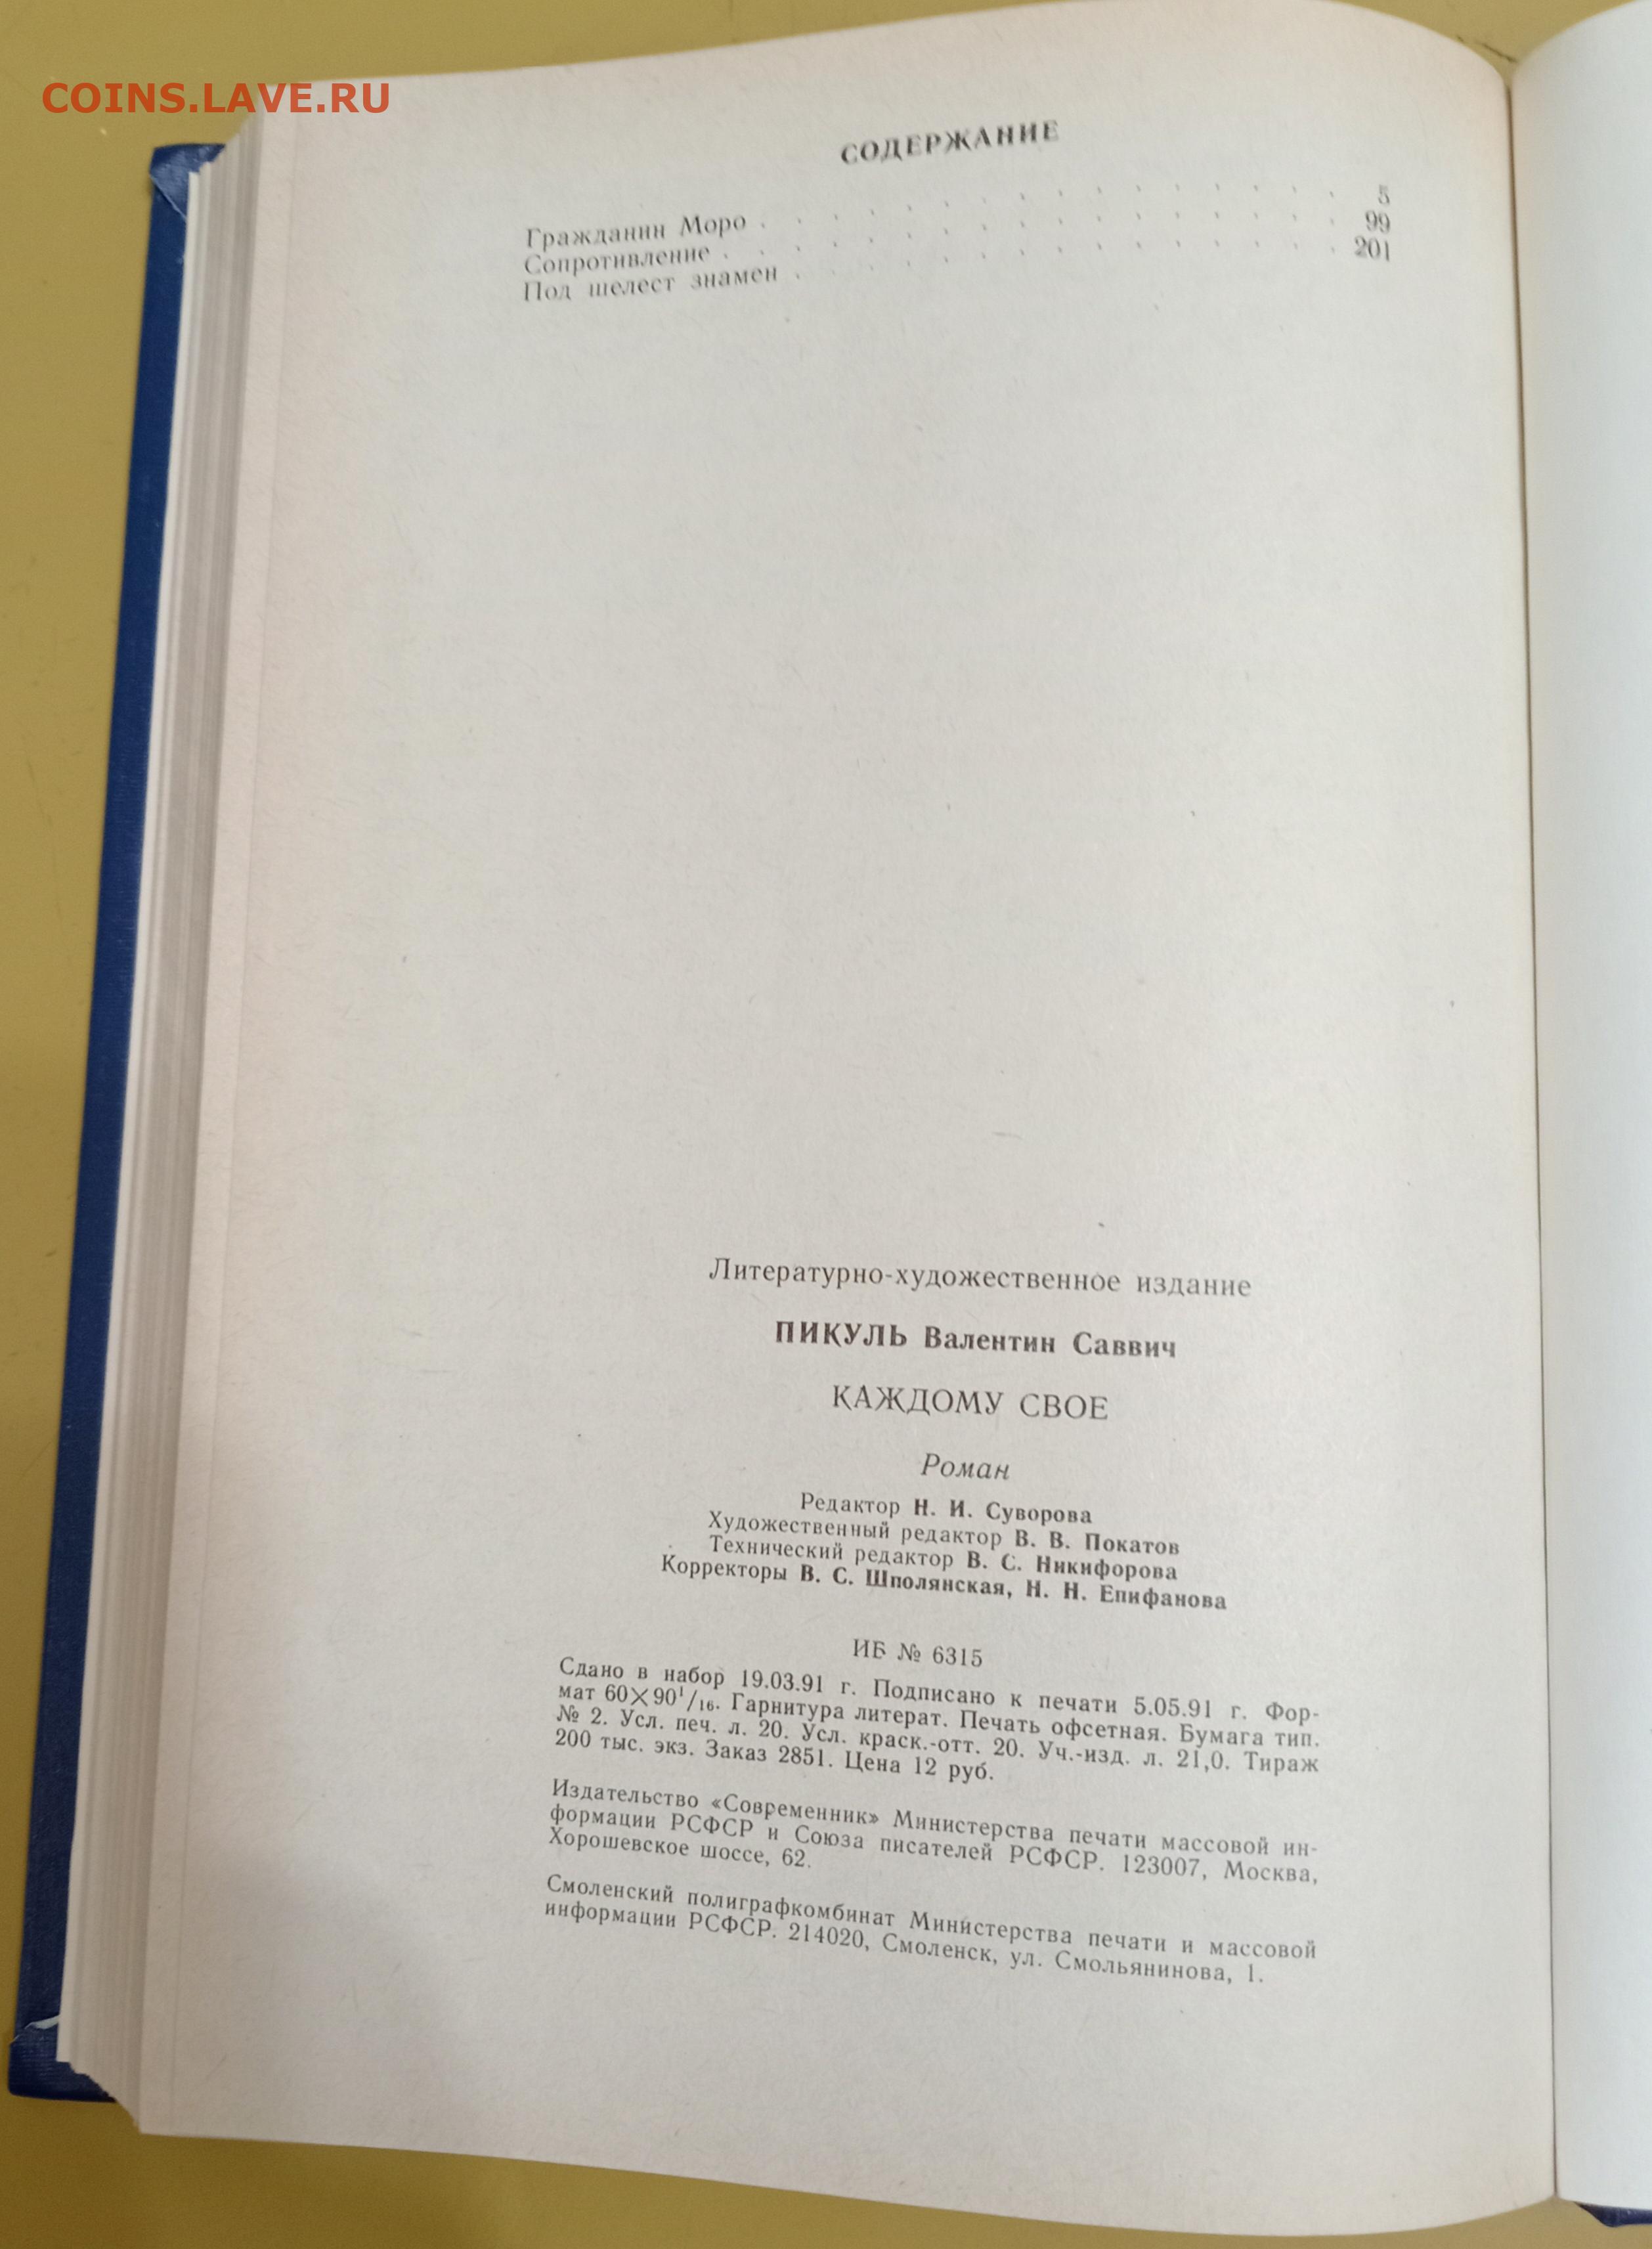 COINS.LAVE.RU
СОДЕРЖАНИЕ
Гражданин Моро . . . . . . . . . . . . . . . . 5
Сопротивление . . . . . . . . . . . . . . . . . 99
Под шелест знамен . . . . . . . . . . . . . . . 201
Литературно-художественное издание
ПИКУЛЬ Валентин Саввич
КАЖДОМУ СВОЕ
Роман
Редактор Н. И. Суворова
Художественный редактор В. В. Покатов
Технический редактор В. С. Никифорова
Корректоры В. С. Шполянская, Н. Н. Епифанова
ИБ № 6315
Сдано в набор 19.03.91 г. Подписано к печати 5.05.91 г. Фор-
мат 60×90¹/₁₆. Гарнитура литерат. Печать офсетная. Бумага тип.
№ 2. Усл. печ. л. 20. Усл. краск.-отт. 20. Уч.-изд. л. 21,0. Тираж
200 тыс. экз. Заказ 2851. Цена 12 руб.
Издательство «Современник» Министерства печати массовой ин-
формации РСФСР и Союза писателей РСФСР. 123007, Москва,
Хорошевское шоссе, 62.
Смоленский полиграфкомбинат Министерства печати и массовой
информации РСФСР. 214020, Смоленск, ул. Смольянинова, 1.